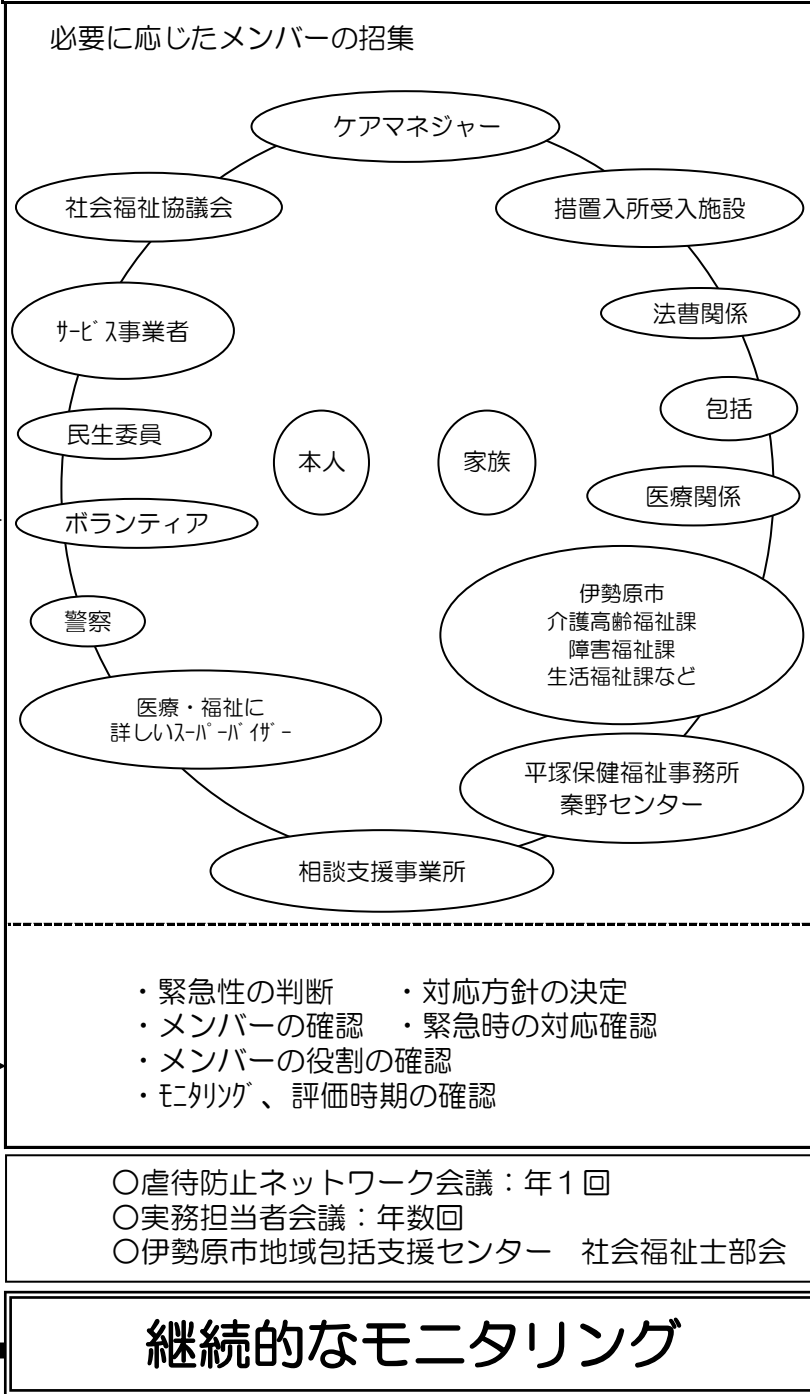 必要に応じたメンバーの招集
ケアマネジャー
社会福祉協議会
措置入所受入施設
ｻｰﾋﾞｽ事業者
法曹関係
包括
民生委員
本人
家族
医療関係
ボランティア
伊勢原市
介護高齢福祉課
障害福祉課
生活福祉課など
警察
医療・福祉に
詳しいｽｰﾊﾟｰﾊﾞｲｻﾞｰ
平塚保健福祉事務所
秦野センター
相談支援事業所
・緊急性の判断　・対応方針の決定
・メンバーの確認　・緊急時の対応確認
・メンバーの役割の確認
・ﾓﾆﾀﾘﾝｸﾞ、評価時期の確認
〇虐待防止ネットワーク会議：年１回
〇実務担当者会議：年数回
〇伊勢原市地域包括支援センター　社会福祉士部会
継続的なモニタリング